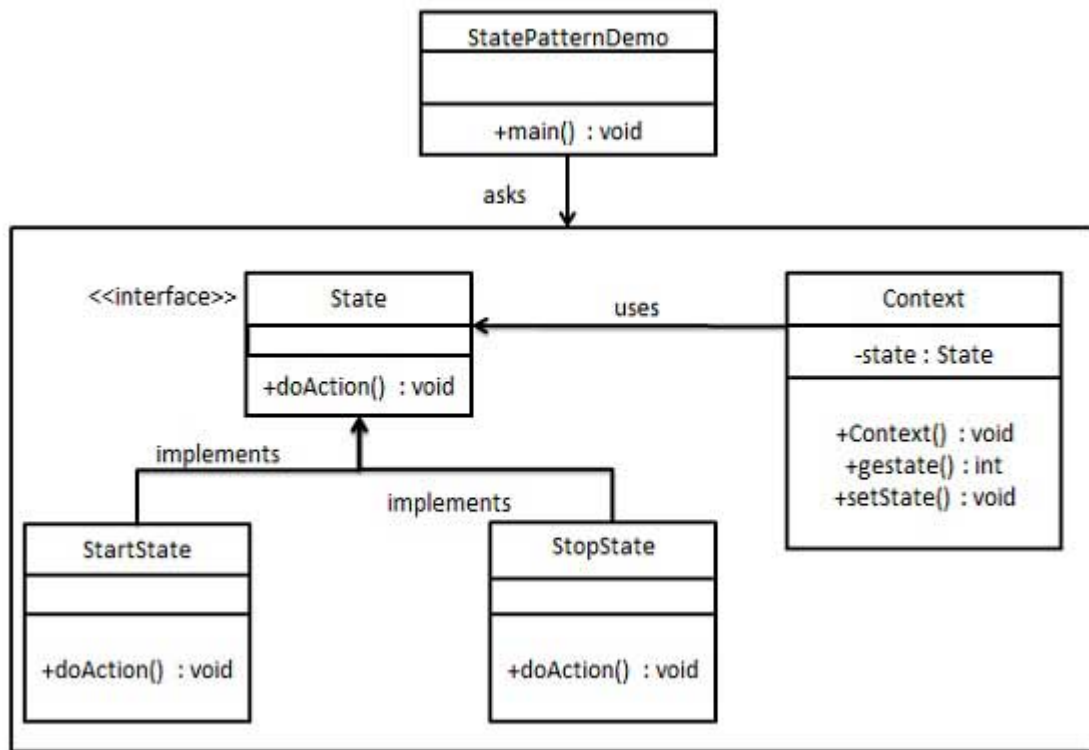 StatePatternDemo
+main() : void
asks
<<interface>>
State
+doAction() : void
uses
Context
-state : State
+Context() : void
+gestate() : int
+setState() : void
implements
implements
StartState
+doAction() : void
StopState
+doAction() : void